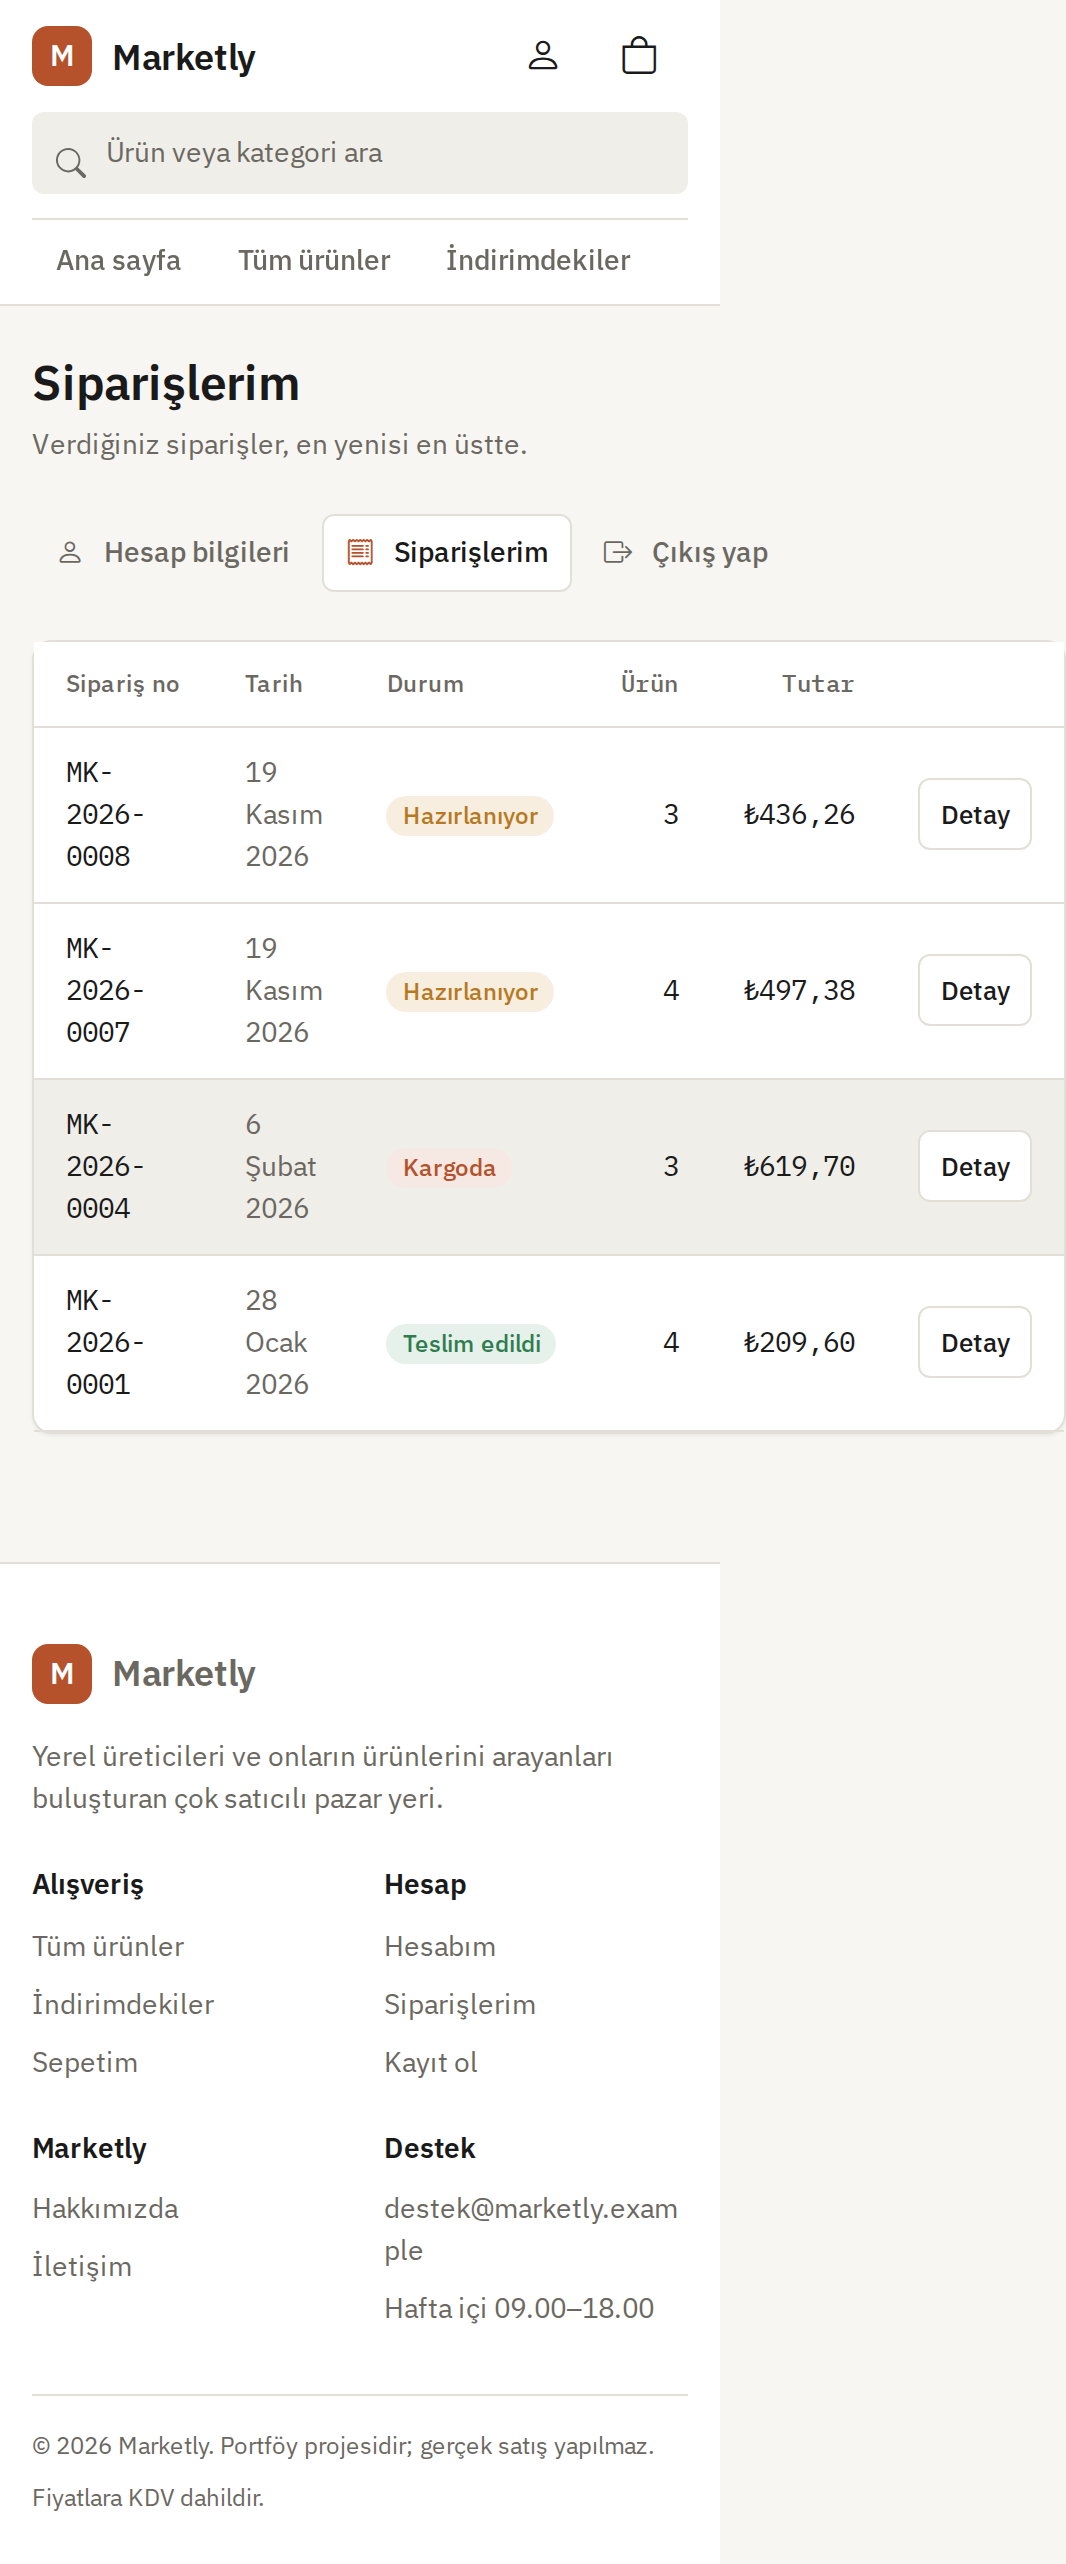 M Marketly
Ürün veya kategori ara
Ana sayfa Tüm ürünler İndirimdekiler
Siparişlerim
Verdiğiniz siparişler, en yenisi en üstte.
Hesap bilgileri Siparişlerim Çıkış yap
Sipariş no Tarih Durum Ürün Tutar
MK-2026-0008 19 Kasım 2026 Hazırlanıyor 3 ₺436,26 Detay
MK-2026-0007 19 Kasım 2026 Hazırlanıyor 4 ₺497,38 Detay
MK-2026-0004 6 Şubat 2026 Kargoda 3 ₺619,70 Detay
MK-2026-0001 28 Ocak 2026 Teslim edildi 4 ₺209,60 Detay
M Marketly
Yerel üreticileri ve onların ürünlerini arayanları
buluşturan çok satıcılı pazar yeri.
Alışveriş
Tüm ürünler
İndirimdekiler
Sepetim
Hesap
Hesabım
Siparişlerim
Kayıt ol
Marketly
Hakkımızda
İletişim
Destek
destek@marketly.exam
ple
Hafta içi 09.00–18.00
© 2026 Marketly. Portföy projesidir; gerçek satış yapılmaz.
Fiyatlara KDV dahildir.